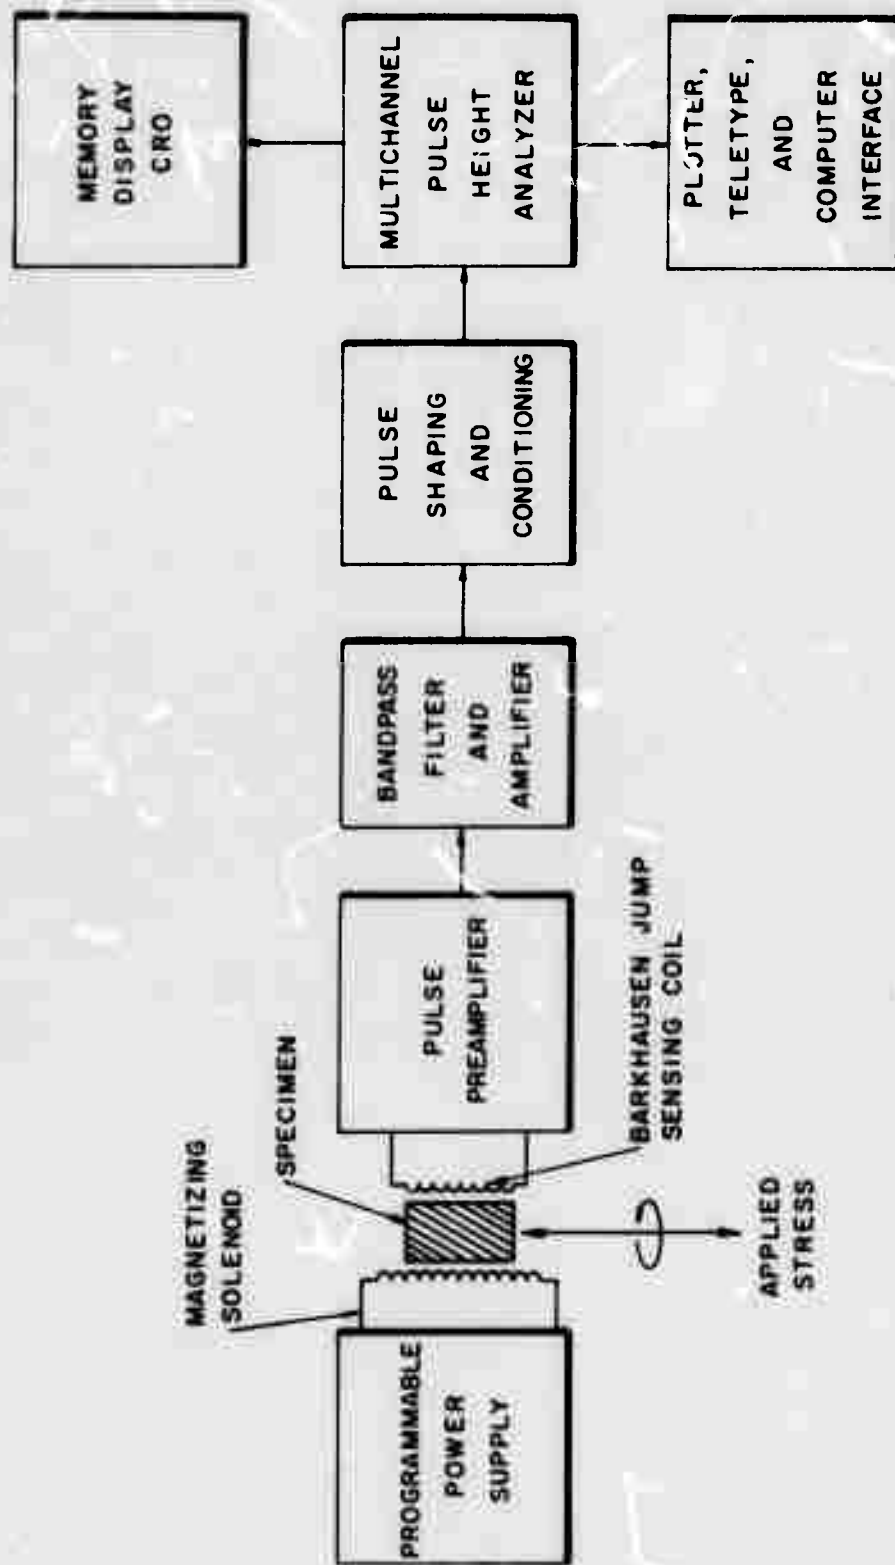 PROGRAMMABLE
POWER
SUPPLY
MAGNETIZING
SOLENOID
SPECIMEN
APPLIED
STRESS
BARKHAUSEN JUMP
SENSING COIL
PULSE
PREAMPLIFIER
BANDPASS
FILTER
AND
AMPLIFIER
PULSE
SHAPING
AND
CONDITIONING
MEMORY
DISPLAY
CRO
MULTICHANNEL
PULSE
HEIGHT
ANALYZER
PLOTTER,
TELETYPE,
AND
COMPUTER
INTERFACE